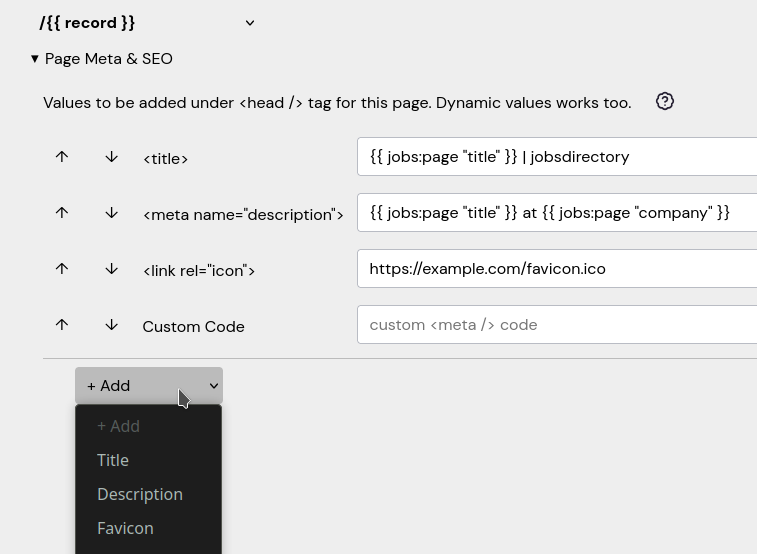 /{{ record }}
▼ Page Meta & SEO
Values to be added under <head /> tag for this page. Dynamic values works too.
<title> {{ jobs:page "title" }} | jobsdirectory
<meta name="description"> {{ jobs:page "title" }} at {{ jobs:page "company" }}
<link rel="icon"> https://example.com/favicon.ico
Custom Code custom <meta /> code
+ Add
+ Add
Title
Description
Favicon